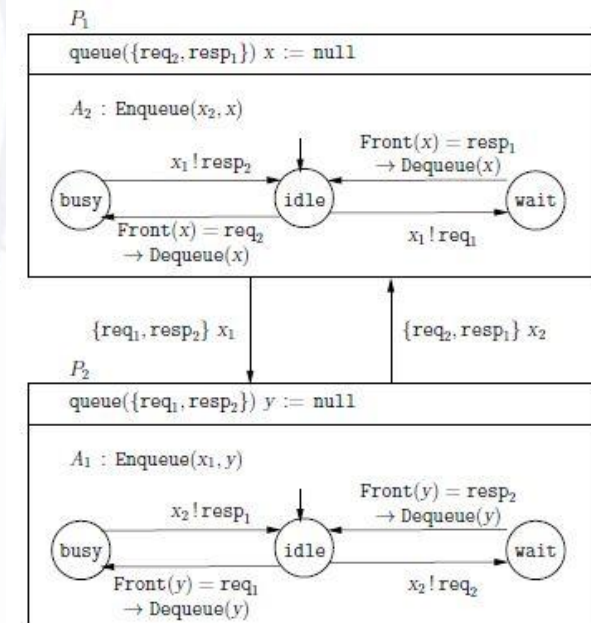 P₁
queue({req₂, resp₁}) x := null
A₂ : Enqueue(x₂, x)
x₁!resp₂
Front(x) = resp₁
→ Dequeue(x)
busy
idle
wait
Front(x) = req₂
→ Dequeue(x)
x₁!req₁
{req₁, resp₂} x₁
{req₂, resp₁} x₂
P₂
queue({req₁, resp₂}) y := null
A₁ : Enqueue(x₁, y)
x₂!resp₁
Front(y) = resp₂
→ Dequeue(y)
busy
idle
wait
Front(y) = req₁
→ Dequeue(y)
x₂!req₂